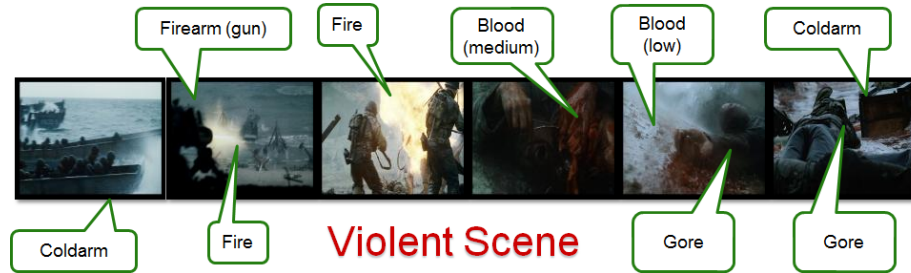 Firearm (gun)
Fire
Blood
(medium)
Blood
(low)
Coldarm
Coldarm
Fire
Violent Scene
Gore
Gore